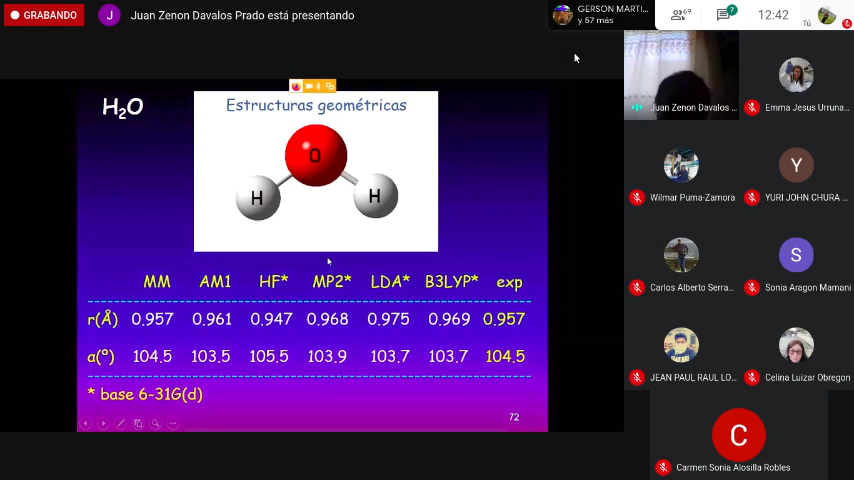 GRABANDO
J
Juan Zenon Davalos Prado está presentando
GERSON MARTI...
y 57 más
69
7
12:42
Tú
H2O
Estructuras geométricas
O
H
H
MM AM1 HF* MP2* LDA* B3LYP* exp
r(Å) 0.957 0.961 0.947 0.968 0.975 0.969 0.957
a(º) 104.5 103.5 105.5 103.9 103.7 103.7 104.5
* base 6-31G(d)
72
Juan Zenon Davalos ...
Emma Jesus Urruna...
Wilmar Puma-Zamora
Y
YURI JOHN CHURA ...
Carlos Alberto Serra...
S
Sonia Aragon Mamani
JEAN PAUL RAUL LO...
Celina Luizar Obregon
C
Carmen Sonia Alosilla Robles